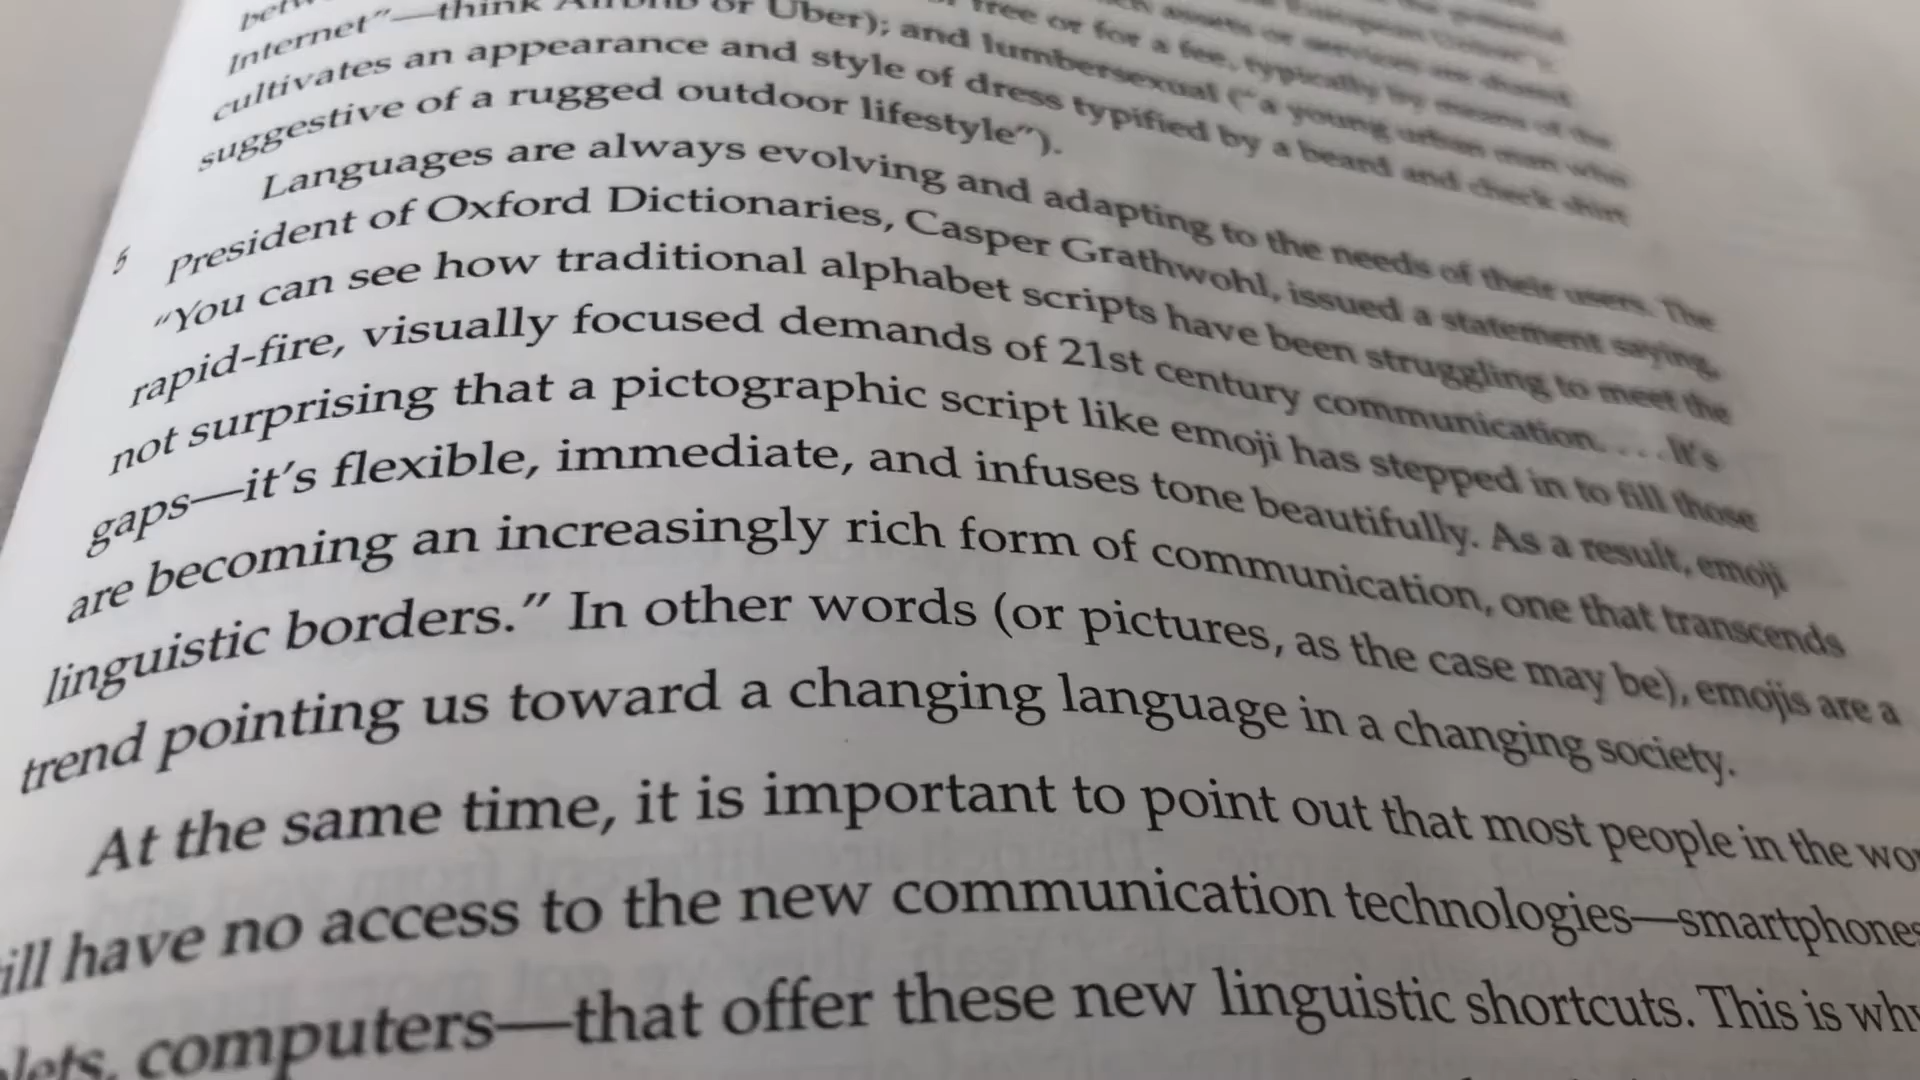 Internet”—think Airbnb or Uber); and lumbersexual (“a young urban man who
cultivates an appearance and style of dress typified by a beard and check shirt
suggestive of a rugged outdoor lifestyle”).
Languages are always evolving and adapting to the needs of their users. The
5 President of Oxford Dictionaries, Casper Grathwohl, issued a statement saying,
“You can see how traditional alphabet scripts have been struggling to meet the
rapid-fire, visually focused demands of 21st century communication. . . . It’s
not surprising that a pictographic script like emoji has stepped in to fill those
gaps—it’s flexible, immediate, and infuses tone beautifully. As a result, emoji
are becoming an increasingly rich form of communication, one that transcends
linguistic borders.” In other words (or pictures, as the case may be), emojis are a
trend pointing us toward a changing language in a changing society.
At the same time, it is important to point out that most people in the
have no access to the new communication technologies—smartphones
computers—that offer these new linguistic shortcuts. This is why